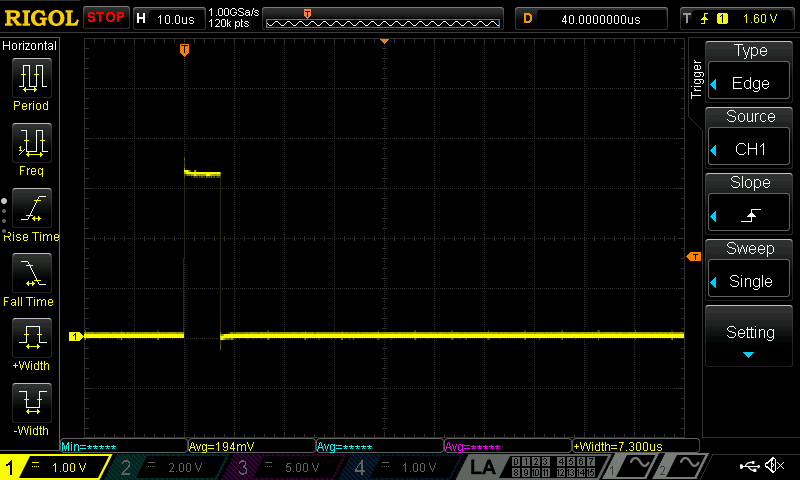 RIGOL STOP H 10.0us 1.00GSa/s 120k pts T D 40.0000000us T 1 1.60 V
Horizontal
Period
Freq
Rise Time
Fall Time
+Width
-Width
T
1
T
Trigger
Type
Edge
Source
CH1
Slope
Sweep
Single
Setting
Min=***** Avg=194mV Avg=***** Avg=***** +Width=7.300us
1 1.00 V 2 2.00 V 3 5.00 V 4 1.00 V LA 0 1 2 3 4 5 6 7 1 2
8 9 10 11 12 13 14 15